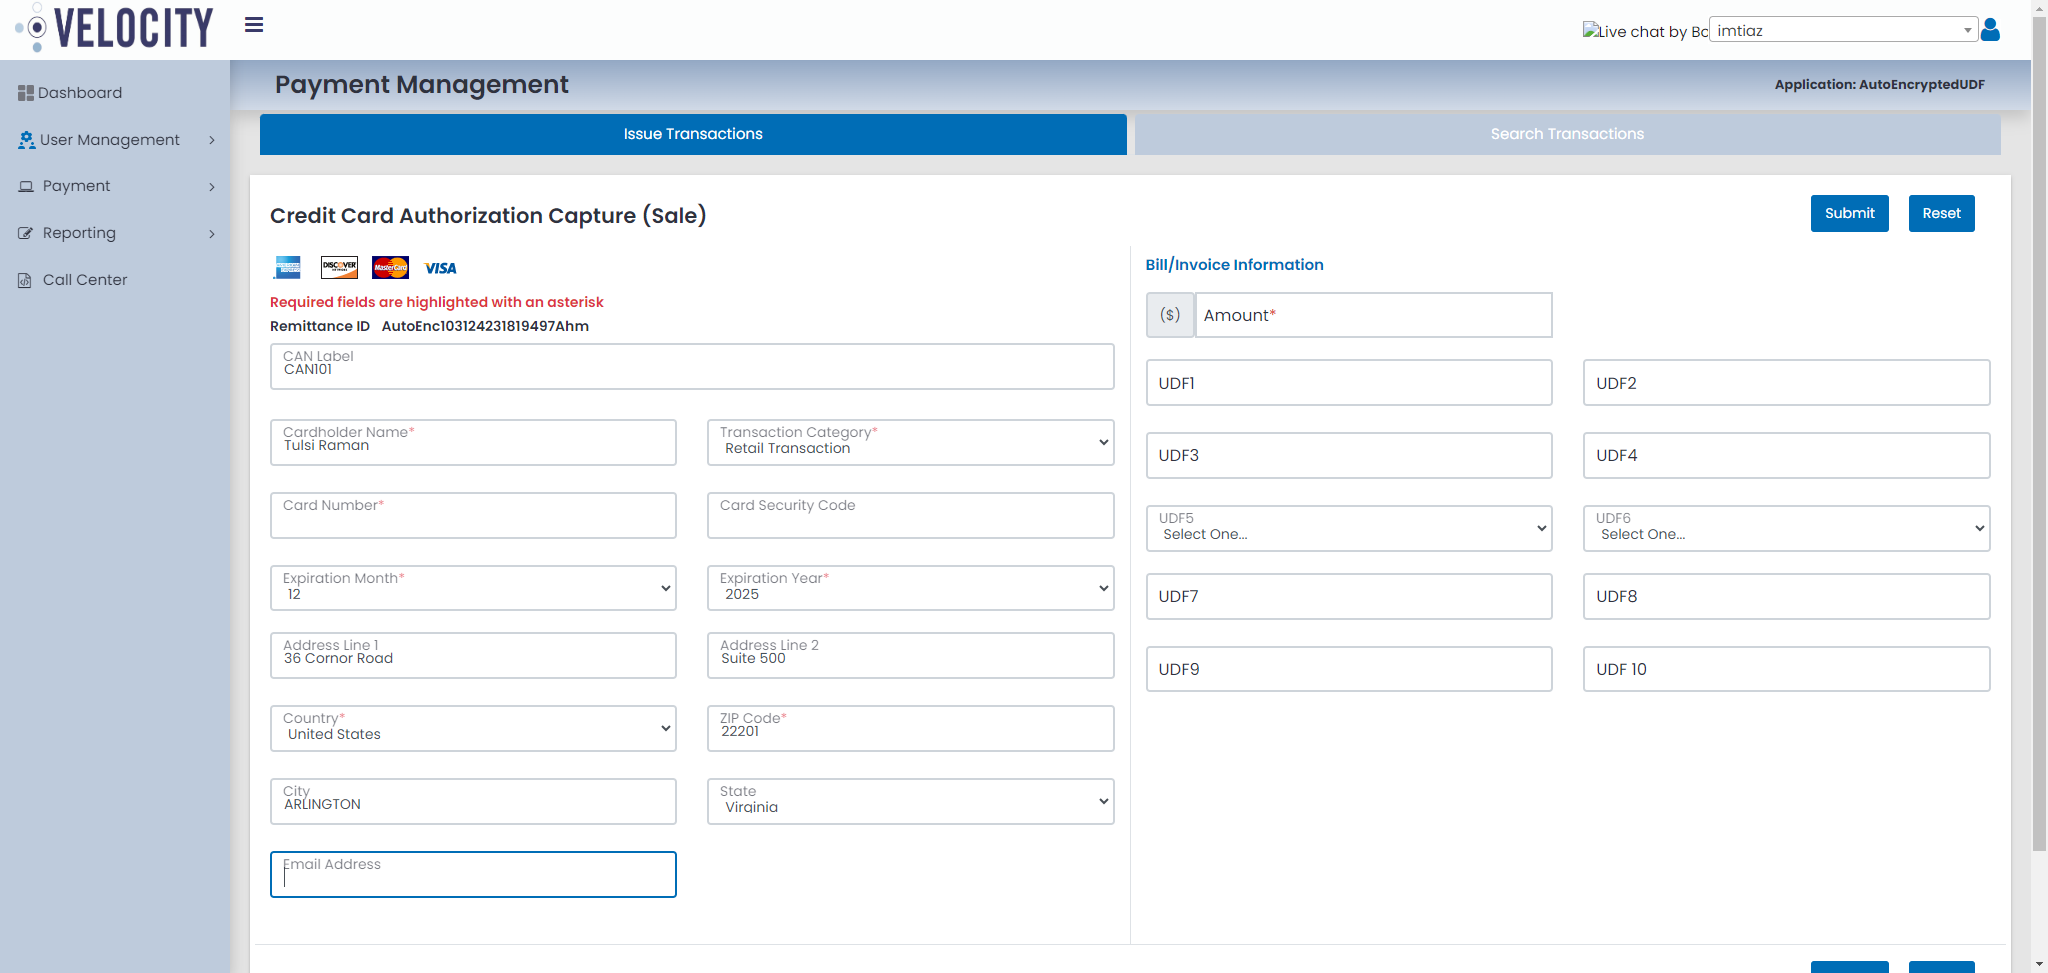 VELOCITY
Live chat by Bo
imtiaz
Dashboard
User Management
Payment
Reporting
Call Center
Payment Management
Application: AutoEncryptedUDF
Issue Transactions
Search Transactions
Credit Card Authorization Capture (Sale)
Submit
Reset
DISCOVER
MasterCard
VISA
Required fields are highlighted with an asterisk
Remittance ID AutoEnc103124231819497Ahm
CAN Label
CAN101
Cardholder Name*
Tulsi Raman
Transaction Category*
Retail Transaction
Card Number*
Card Security Code
Expiration Month*
12
Expiration Year*
2025
Address Line 1
36 Cornor Road
Address Line 2
Suite 500
Country*
United States
ZIP Code*
22201
City
ARLINGTON
State
Virginia
Email Address
Bill/Invoice Information
($)
Amount*
UDF1
UDF2
UDF3
UDF4
UDF5
Select One...
UDF6
Select One...
UDF7
UDF8
UDF9
UDF 10